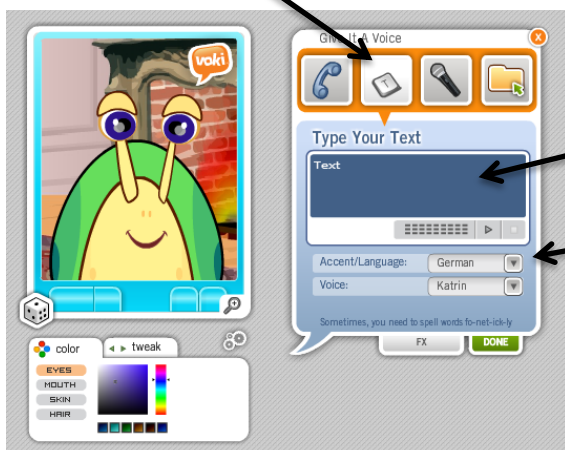 voki
Give It A Voice
T
Type Your Text
Text
Accent/Language: German
Voice: Katrin
Sometimes, you need to spell words fo-net-ick-ly
FX DONE
color tweak
EYES
MOUTH
SKIN
HAIR